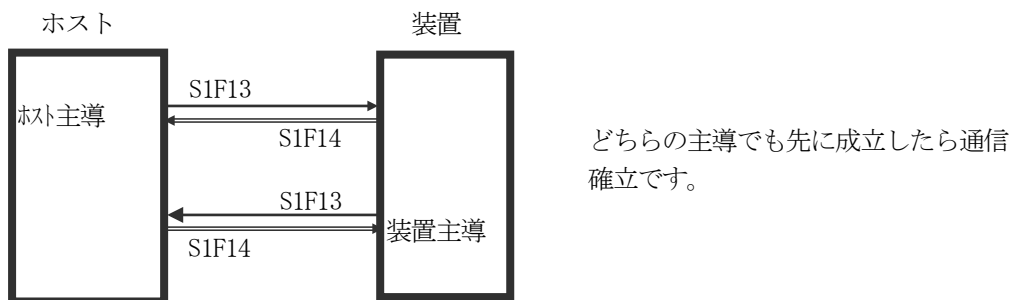 ホスト
装置
S1F13
ﾎｽﾄ主導
S1F14
どちらの主導でも先に成立したら通信
確立です。
S1F13
装置主導
S1F14